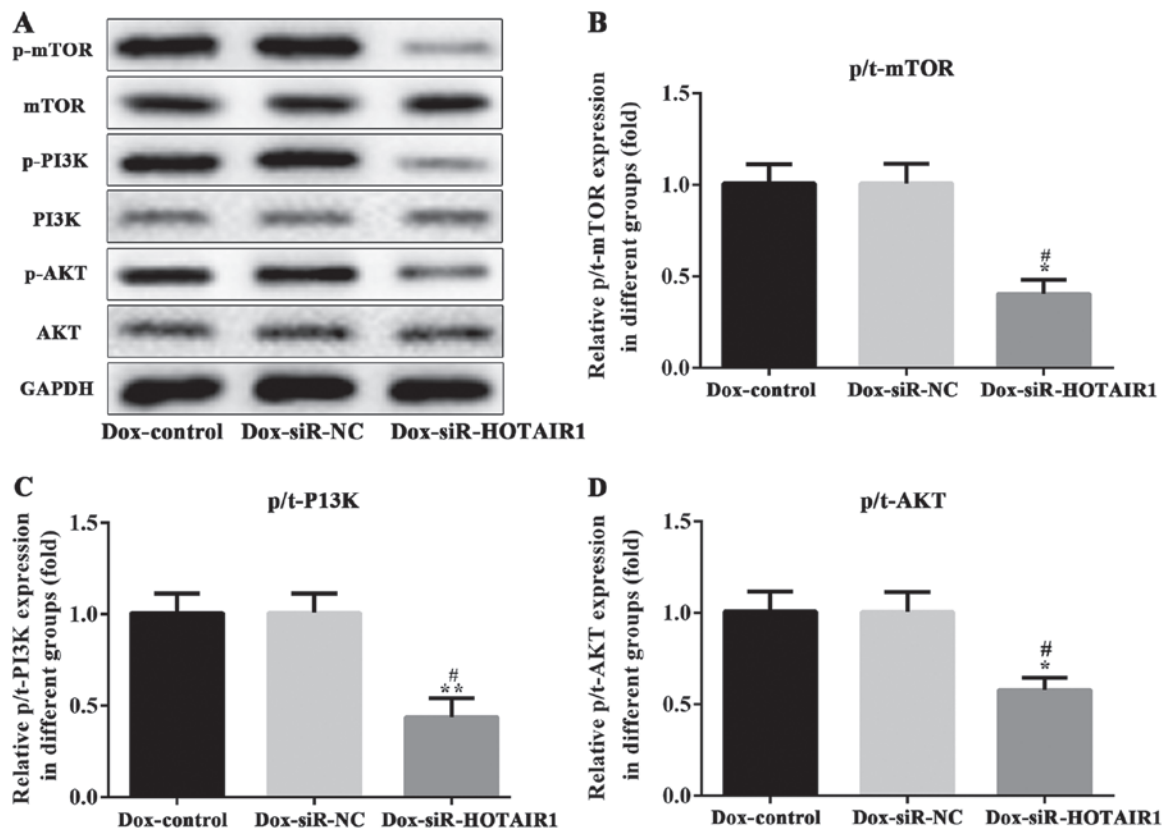 A
p-mTOR
mTOR
p-PI3K
PI3K
p-AKT
AKT
GAPDH
Dox-control Dox-siR-NC Dox-siR-HOTAIR1
B
p/t-mTOR
Relative p/t-mTOR expression
in different groups (fold)
1.5
1.0
0.5
0.0
#
*
Dox-control Dox-siR-NC Dox-siR-HOTAIR1
C
p/t-P13K
Relative p/t-PI3K expression
in different groups (fold)
1.5
1.0
0.5
0.0
#
**
Dox-control Dox-siR-NC Dox-siR-HOTAIR1
D
p/t-AKT
Relative p/t-AKT expression
in different groups (fold)
1.5
1.0
0.5
0.0
#
*
Dox-control Dox-siR-NC Dox-siR-HOTAIR1